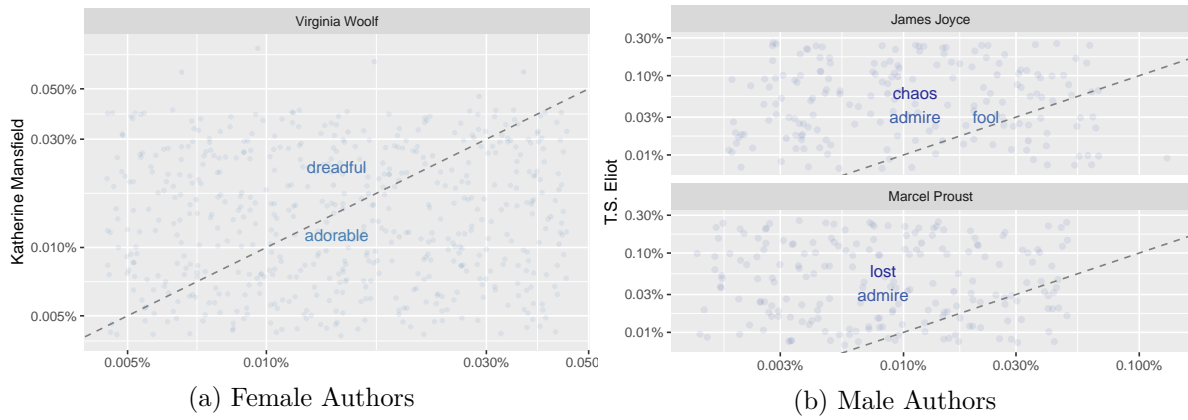 Virginia Woolf
Katherine Mansfield
0.050%
0.030%
0.010%
0.005%
dreadful
adorable
0.005%
0.010%
0.030%
0.050
(a) Female Authors
James Joyce
T.S. Eliot
0.30%
0.10%
0.03%
0.01%
chaos
admire
fool
Marcel Proust
0.30%
0.10%
0.03%
0.01%
lost
admire
0.003%
0.010%
0.030%
0.100%
(b) Male Authors